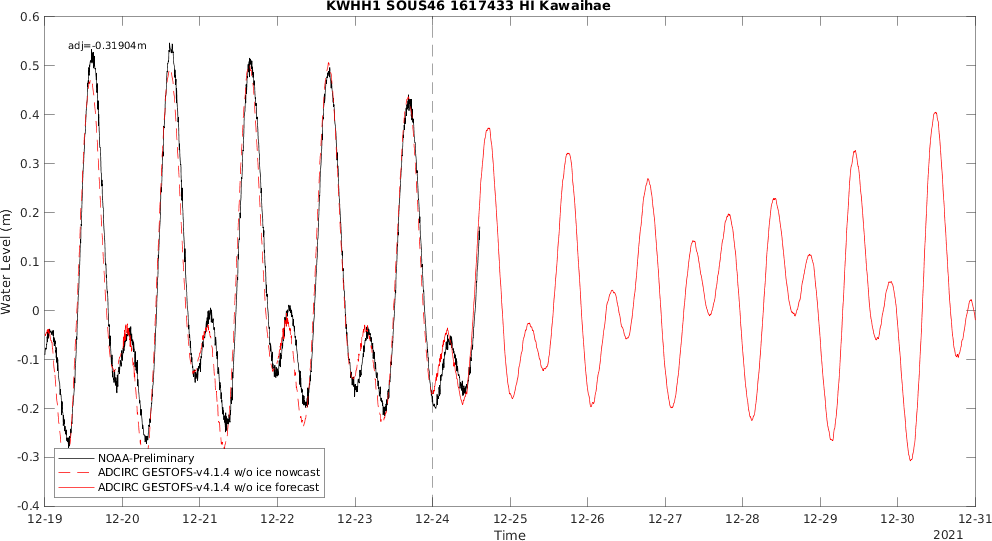 KWHH1 SOUS46 1617433 HI Kawaihae
adj=-0.31904m
0.6
0.5
0.4
0.3
0.2
0.1
0
-0.1
-0.2
-0.3
-0.4
Water Level (m)
NOAA-Preliminary
ADCIRC GESTOFS-v4.1.4 w/o ice nowcast
ADCIRC GESTOFS-v4.1.4 w/o ice forecast
12-19 12-20 12-21 12-22 12-23 12-24 12-25 12-26 12-27 12-28 12-29 12-30 12-31
Time
2021